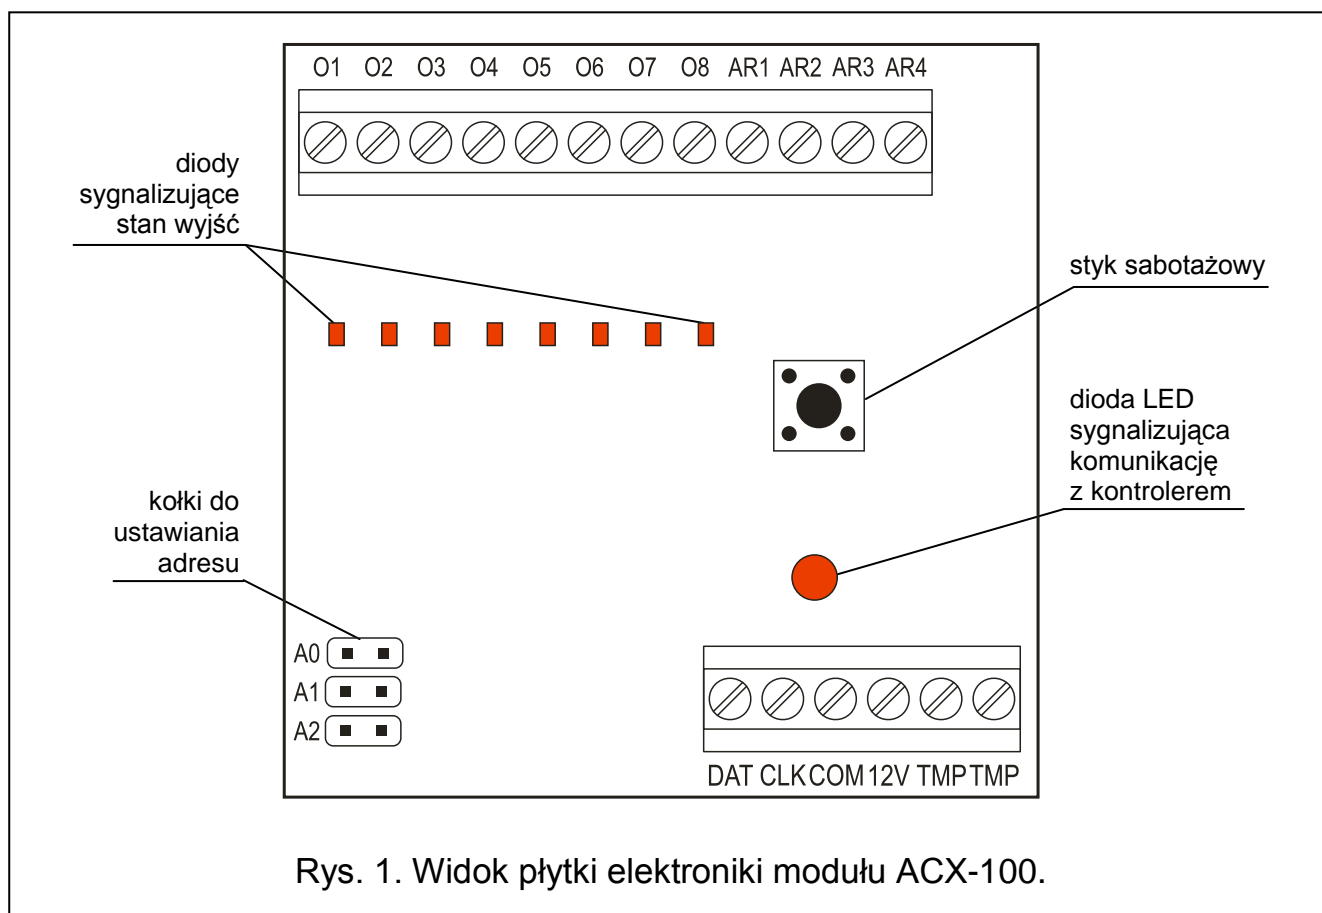 O1 O2 O3 O4 O5 O6 O7 O8 AR1 AR2 AR3 AR4
diody
sygnalizujące
stan wyjść
styk sabotażowy
dioda LED
sygnalizująca
komunikację
z kontrolerem
kołki do
ustawiania
adresu
A0
A1
A2
DAT CLK COM 12V TMP TMP
Rys. 1. Widok płytki elektroniki modułu ACX-100.